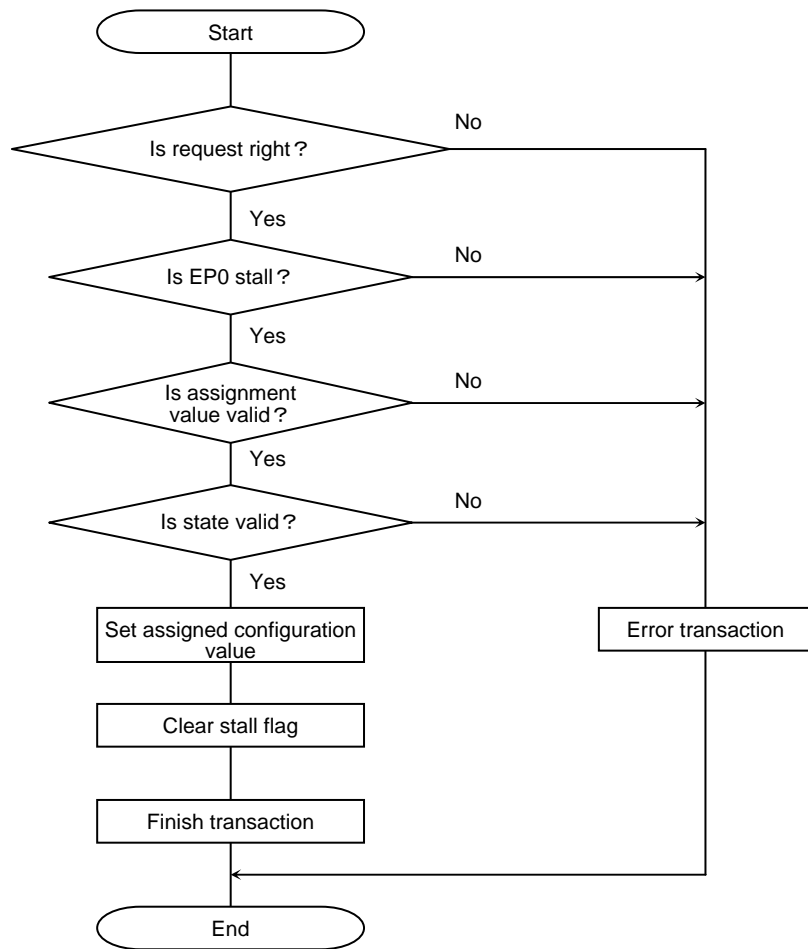 Start
No
Is request right？
Yes
No
Is EP0 stall？
Yes
No
Is assignment
value valid？
Yes
No
Is state valid？
Yes
Set assigned configuration
value
Error transaction
Clear stall flag
Finish transaction
End